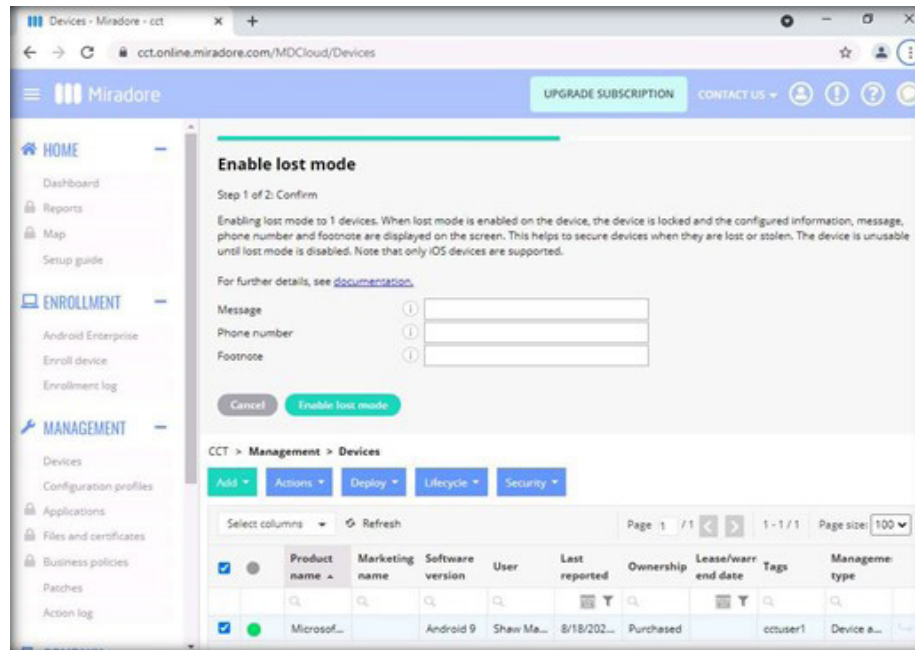 Devices - Miradore - cct
cct.online.miradore.com/MDCloud/Devices
Miradore
UPGRADE SUBSCRIPTION
CONTACT US
HOME
Dashboard
Reports
Map
Setup guide
ENROLLMENT
Android Enterprise
Enroll device
Enrollment log
MANAGEMENT
Devices
Configuration profiles
Applications
Files and certificates
Business policies
Patches
Action log
Enable lost mode
Step 1 of 2: Confirm
Enabling lost mode to 1 devices. When lost mode is enabled on the device, the device is locked and the configured information, message,
phone number and footnote are displayed on the screen. This helps to secure devices when they are lost or stolen. The device is unusable
until lost mode is disabled. Note that only iOS devices are supported.
For further details, see documentation.
Message
Phone number
Footnote
Cancel Enable lost mode
CCT > Management > Devices
Add Actions Deploy Lifecycle Security
Select columns Refresh Page 1 / 1 1 - 1 / 1 Page size: 100
Product name Marketing name Software version User Last reported Ownership Lease/warr end date Tags Manageme type
Microsof... Android 9 Shaw Ma... 8/18/202... Purchased cctuser1 Device a...